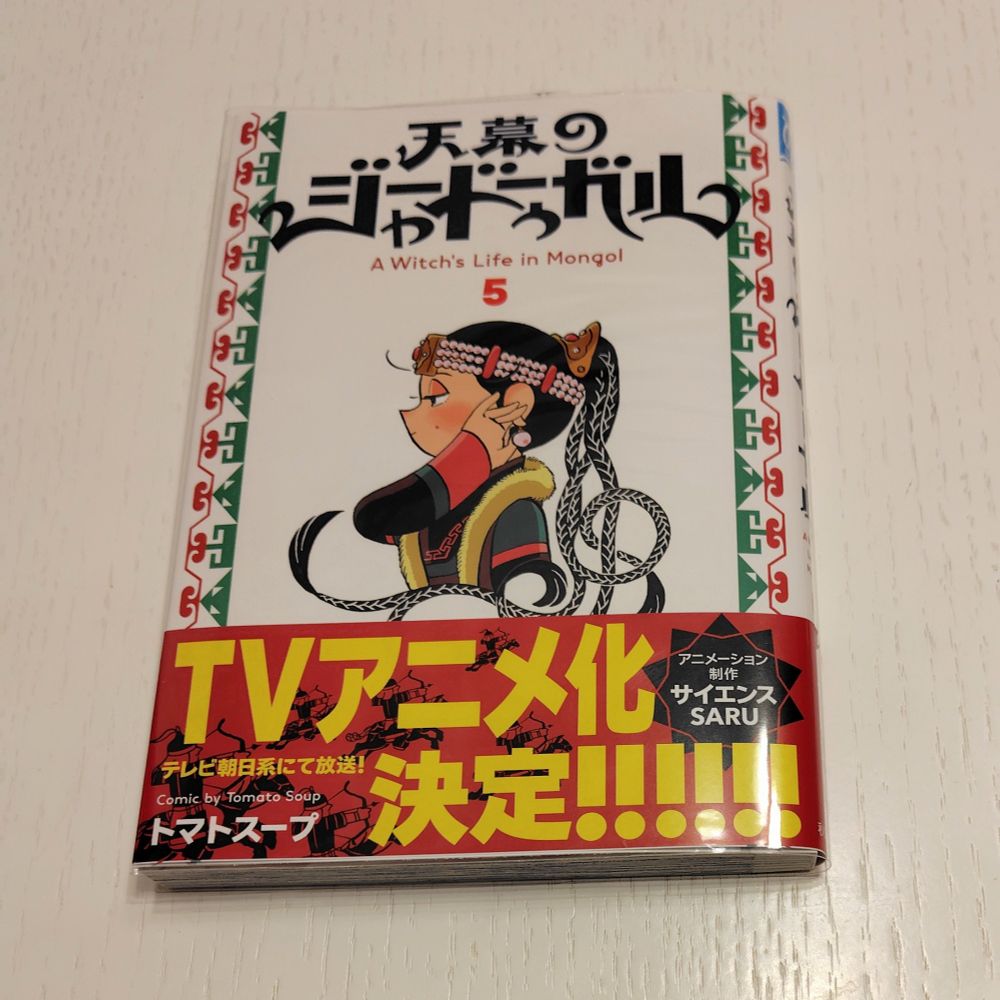 天幕の
ジャードゥーガル
A Witch's Life in Mongol
5
TVアニメ化
決定!!!!!!
アニメーション
制作
サイエンス
SARU
テレビ朝日系にて放送!
Comic by Tomato Soup
トマトスープ